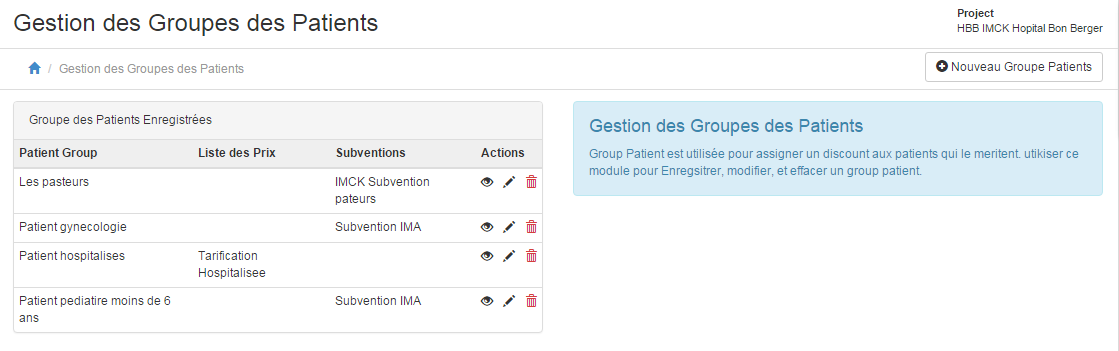 Gestion des Groupes des Patients
Project
HBB IMCK Hopital Bon Berger
/ Gestion des Groupes des Patients
Nouveau Groupe Patients
Groupe des Patients Enregistrées
Patient Group Liste des Prix Subventions Actions
Les pasteurs IMCK Subvention
pateurs
Patient gynecologie Subvention IMA
Patient hospitalises Tarification
Hospitalisee
Patient pediatire moins de 6 Subvention IMA
ans
Gestion des Groupes des Patients
Group Patient est utilisée pour assigner un discount aux patients qui le meritent. utikiser ce
module pour Enregsitrer, modifier, et effacer un group patient.